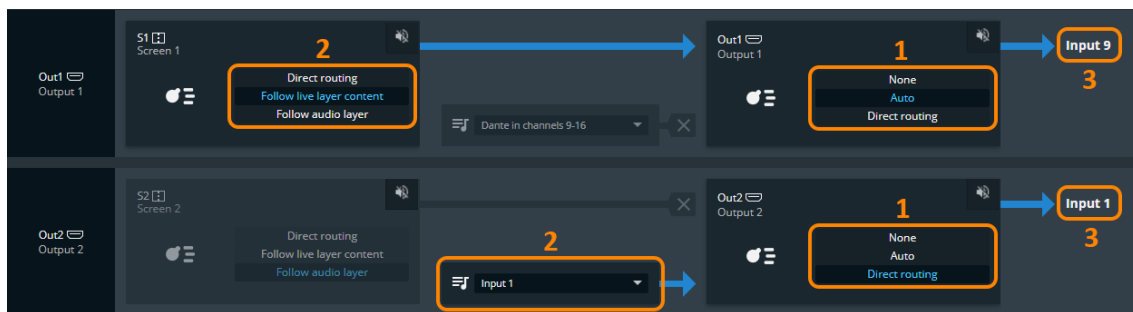 Out1
Output 1
S1
Screen 1
2
Direct routing
Follow live layer content
Follow audio layer
Dante in channels 9-16
Out1
Output 1
1
None
Auto
Direct routing
Input 9
3
Out2
Output 2
S2
Screen 2
Direct routing
Follow live layer content
Follow audio layer
2
Input 1
Out2
Output 2
1
None
Auto
Direct routing
Input 1
3